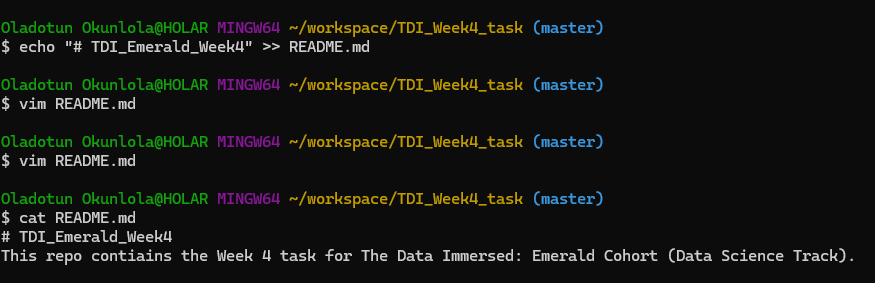 Oladotun Okunlola@HOLAR MINGW64 ~/workspace/TDI_Week4_task (master)
$ echo "# TDI_Emerald_Week4" >> README.md
Oladotun Okunlola@HOLAR MINGW64 ~/workspace/TDI_Week4_task (master)
$ vim README.md
Oladotun Okunlola@HOLAR MINGW64 ~/workspace/TDI_Week4_task (master)
$ vim README.md
Oladotun Okunlola@HOLAR MINGW64 ~/workspace/TDI_Week4_task (master)
$ cat README.md
# TDI_Emerald_Week4
This repo contiains the Week 4 task for The Data Immersed: Emerald Cohort (Data Science Track).